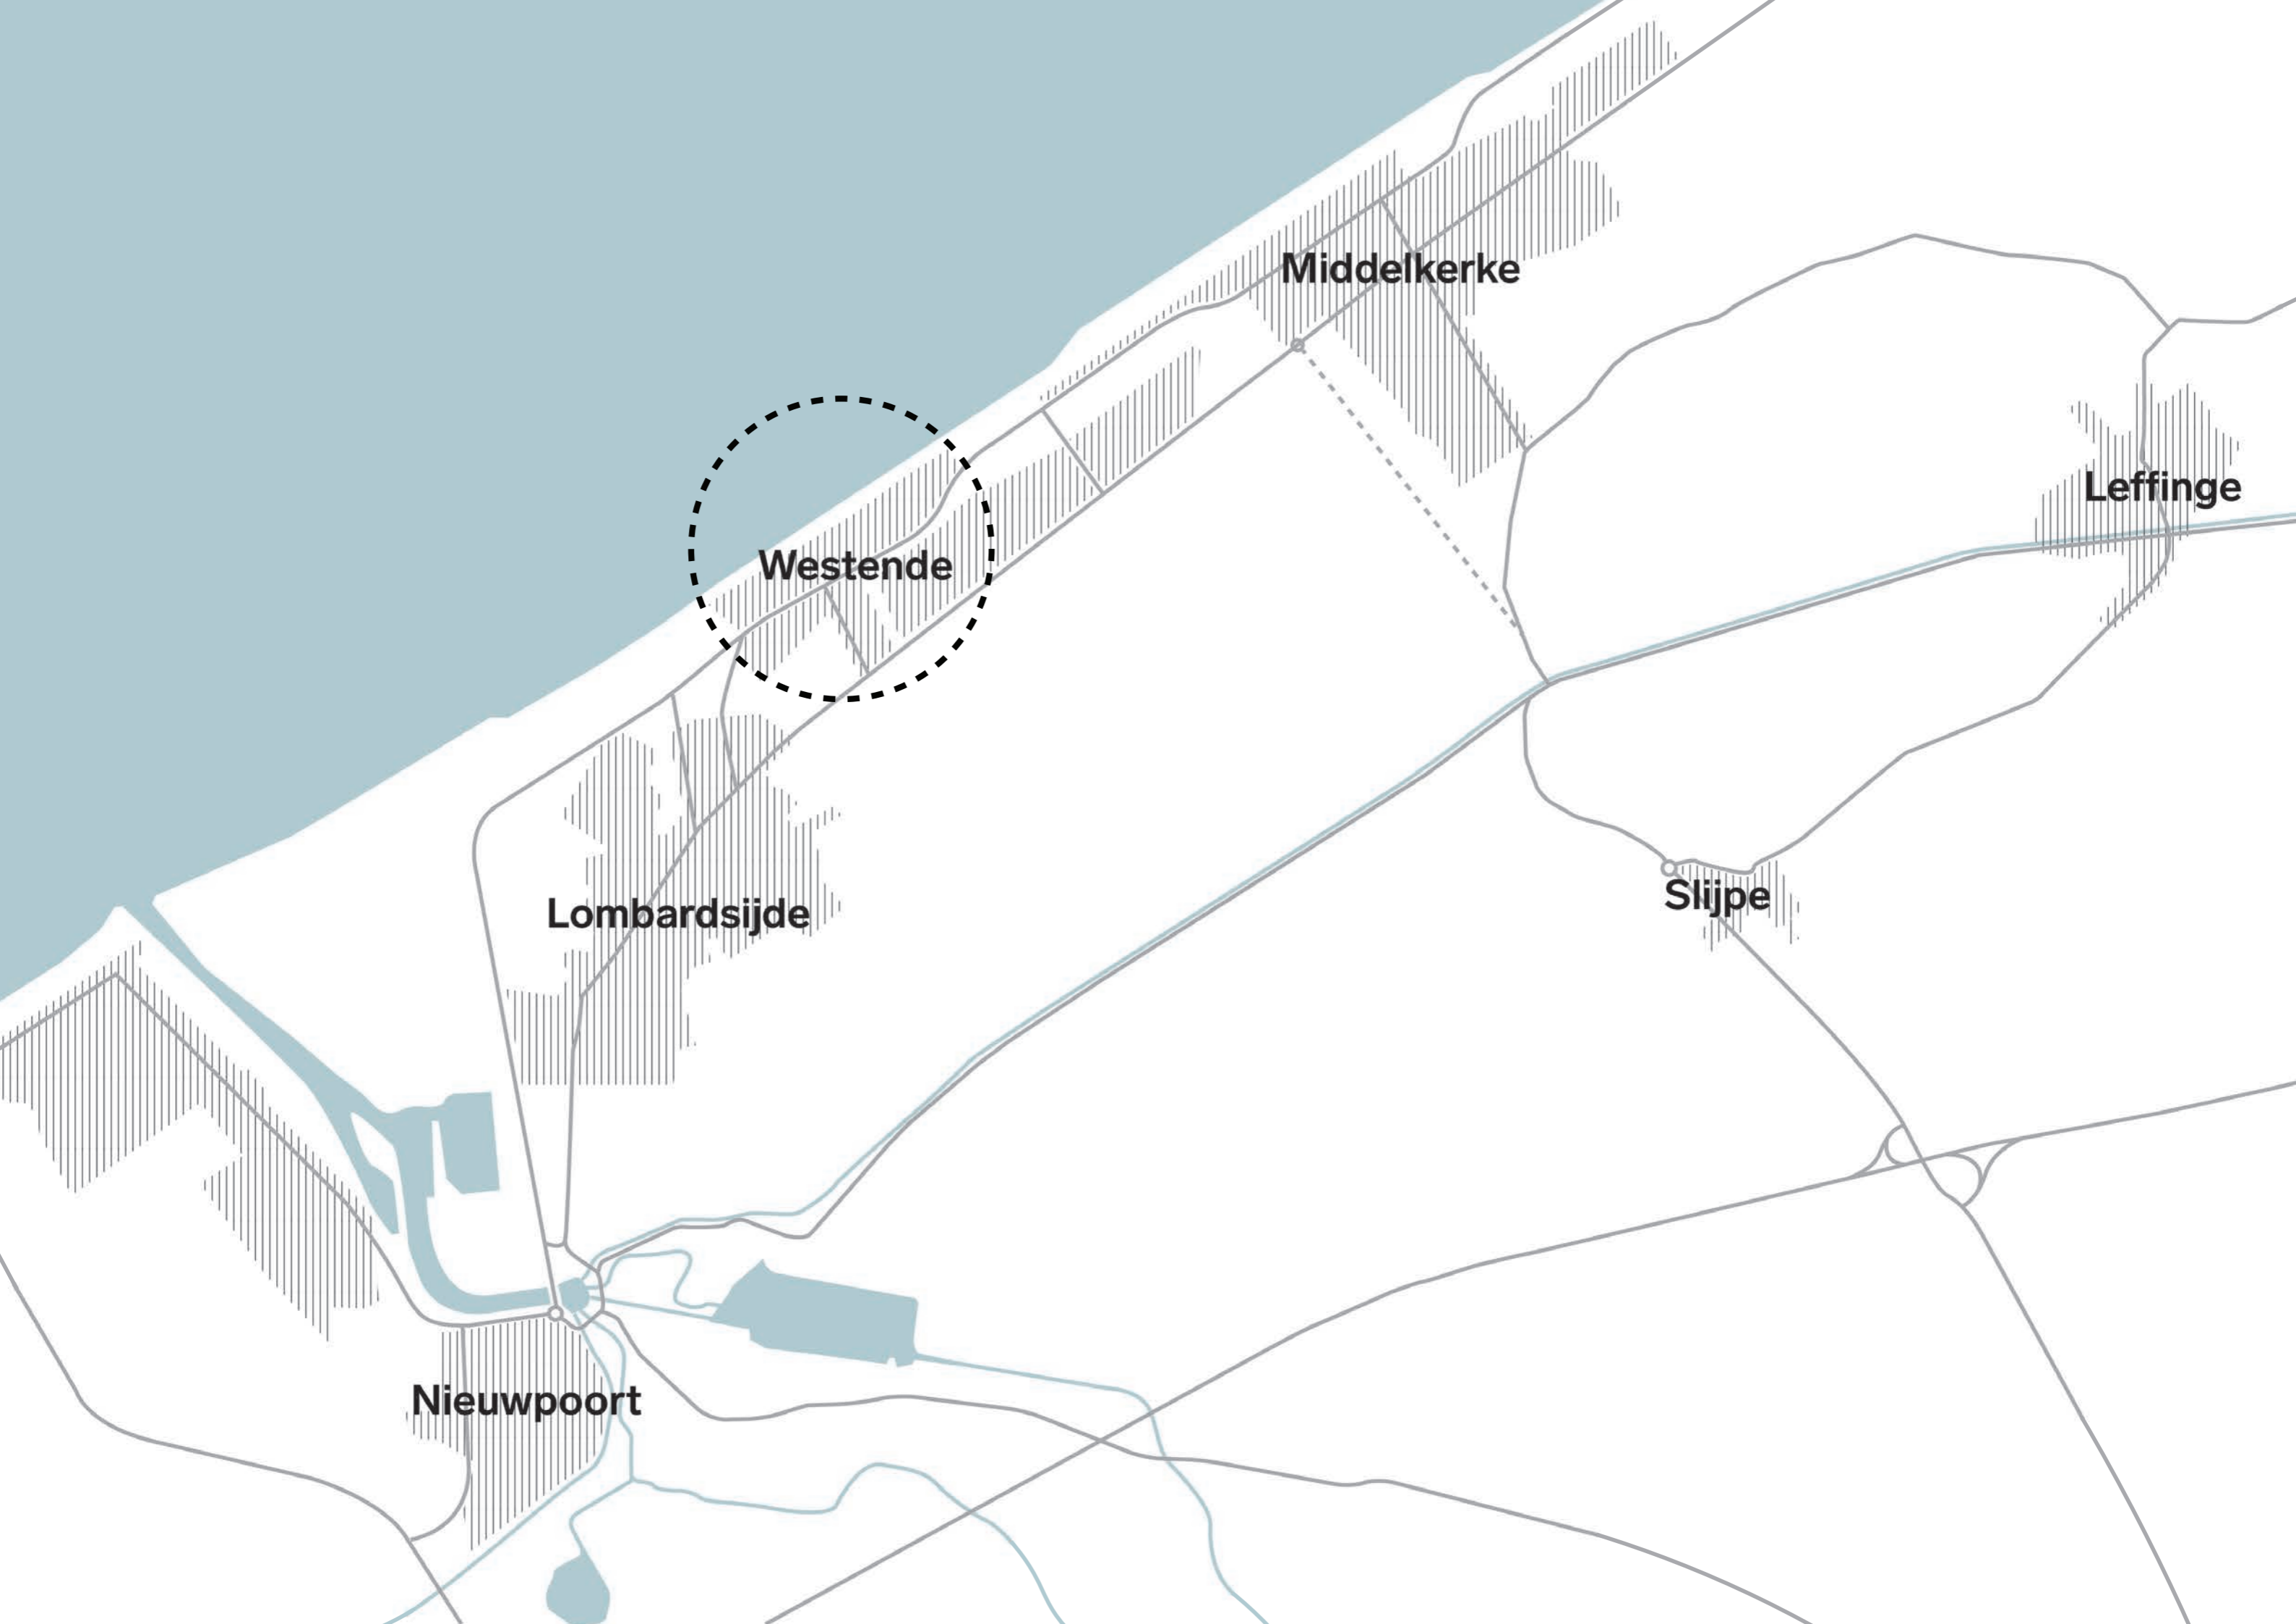 Middelkerke
Leffinge
Westende
Slijpe
Lombardsijde
Nieuwpoort